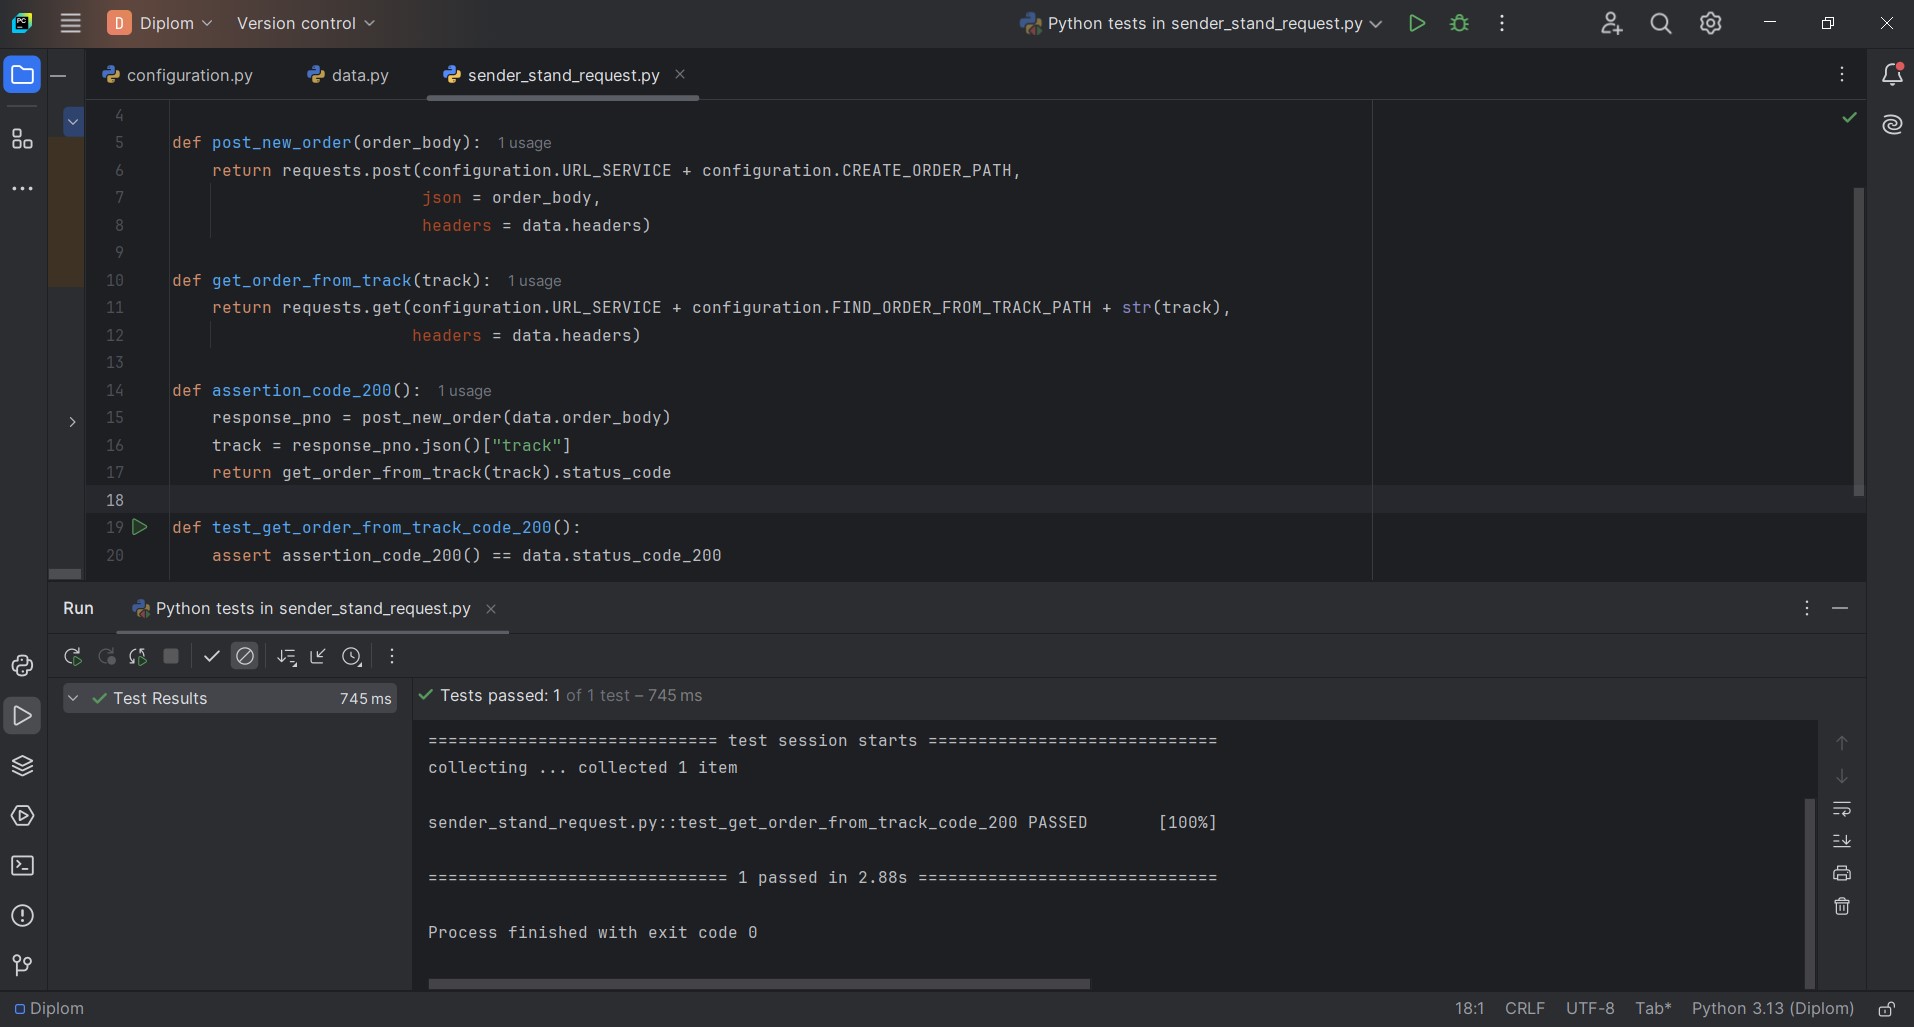 PC
D Diplom Version control Python tests in sender_stand_request.py
configuration.py data.py sender_stand_request.py
4
5 def post_new_order(order_body): 1 usage
6 return requests.post(configuration.URL_SERVICE + configuration.CREATE_ORDER_PATH,
7 json = order_body,
8 headers = data.headers)
9
10 def get_order_from_track(track): 1 usage
11 return requests.get(configuration.URL_SERVICE + configuration.FIND_ORDER_FROM_TRACK_PATH + str(track),
12 headers = data.headers)
13
14 def assertion_code_200(): 1 usage
15 response_pno = post_new_order(data.order_body)
16 track = response_pno.json()["track"]
17 return get_order_from_track(track).status_code
18
19 def test_get_order_from_track_code_200():
20 assert assertion_code_200() == data.status_code_200
Run Python tests in sender_stand_request.py
Test Results 745 ms
Tests passed: 1 of 1 test – 745 ms
============================= test session starts =============================
collecting ... collected 1 item
sender_stand_request.py::test_get_order_from_track_code_200 PASSED [100%]
============================== 1 passed in 2.88s ==============================
Process finished with exit code 0
Diplom 18:1 CRLF UTF-8 Tab* Python 3.13 (Diplom)